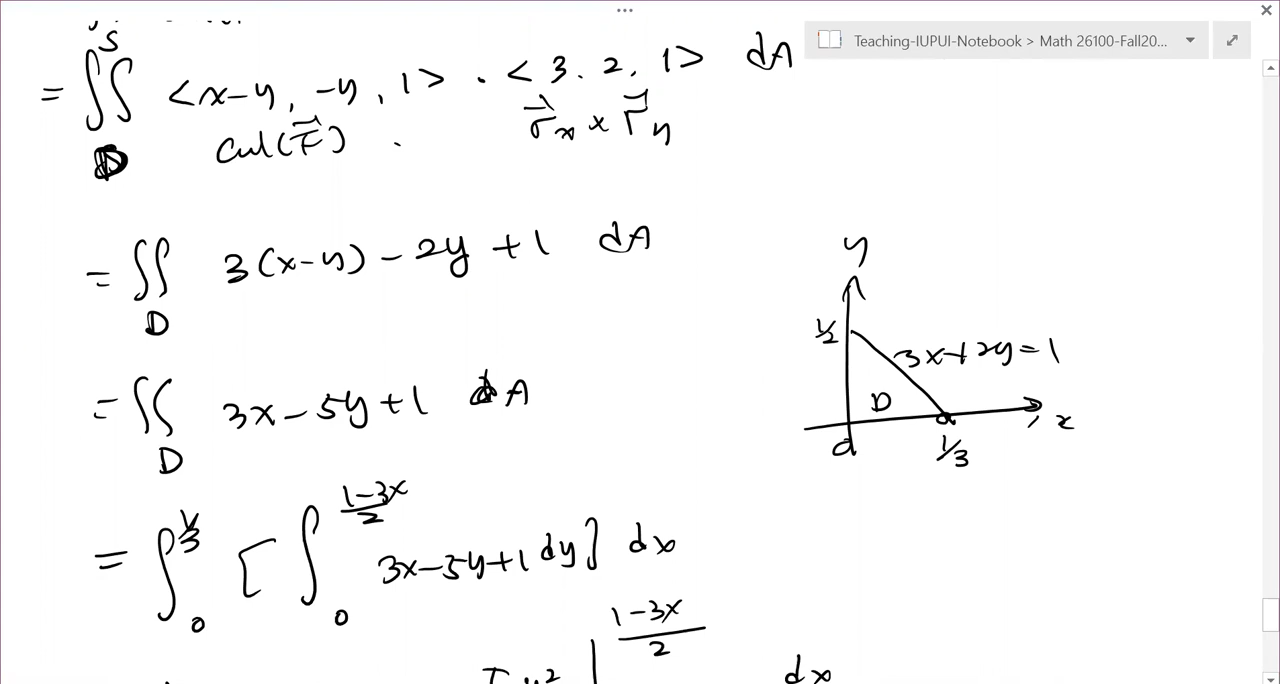 Teaching-IUPUI-Notebook > Math 26100-Fall20...
S
= ∬ <x-y, -y, 1> · <3. 2, 1> dA
D curl(F⃗) . r⃗ₓ × r⃗ᵧ
= ∬ 3(x-y) - 2y + 1 dA
D
= ∬ 3x - 5y + 1 dA
D
y
1/2
3x+2y=1
D
x
1/3
= ∫₀^{1/3} [ ∫₀^{(1-3x)/2} 3x-5y+1 dy ] dx
y² | (1-3x)/2 dx